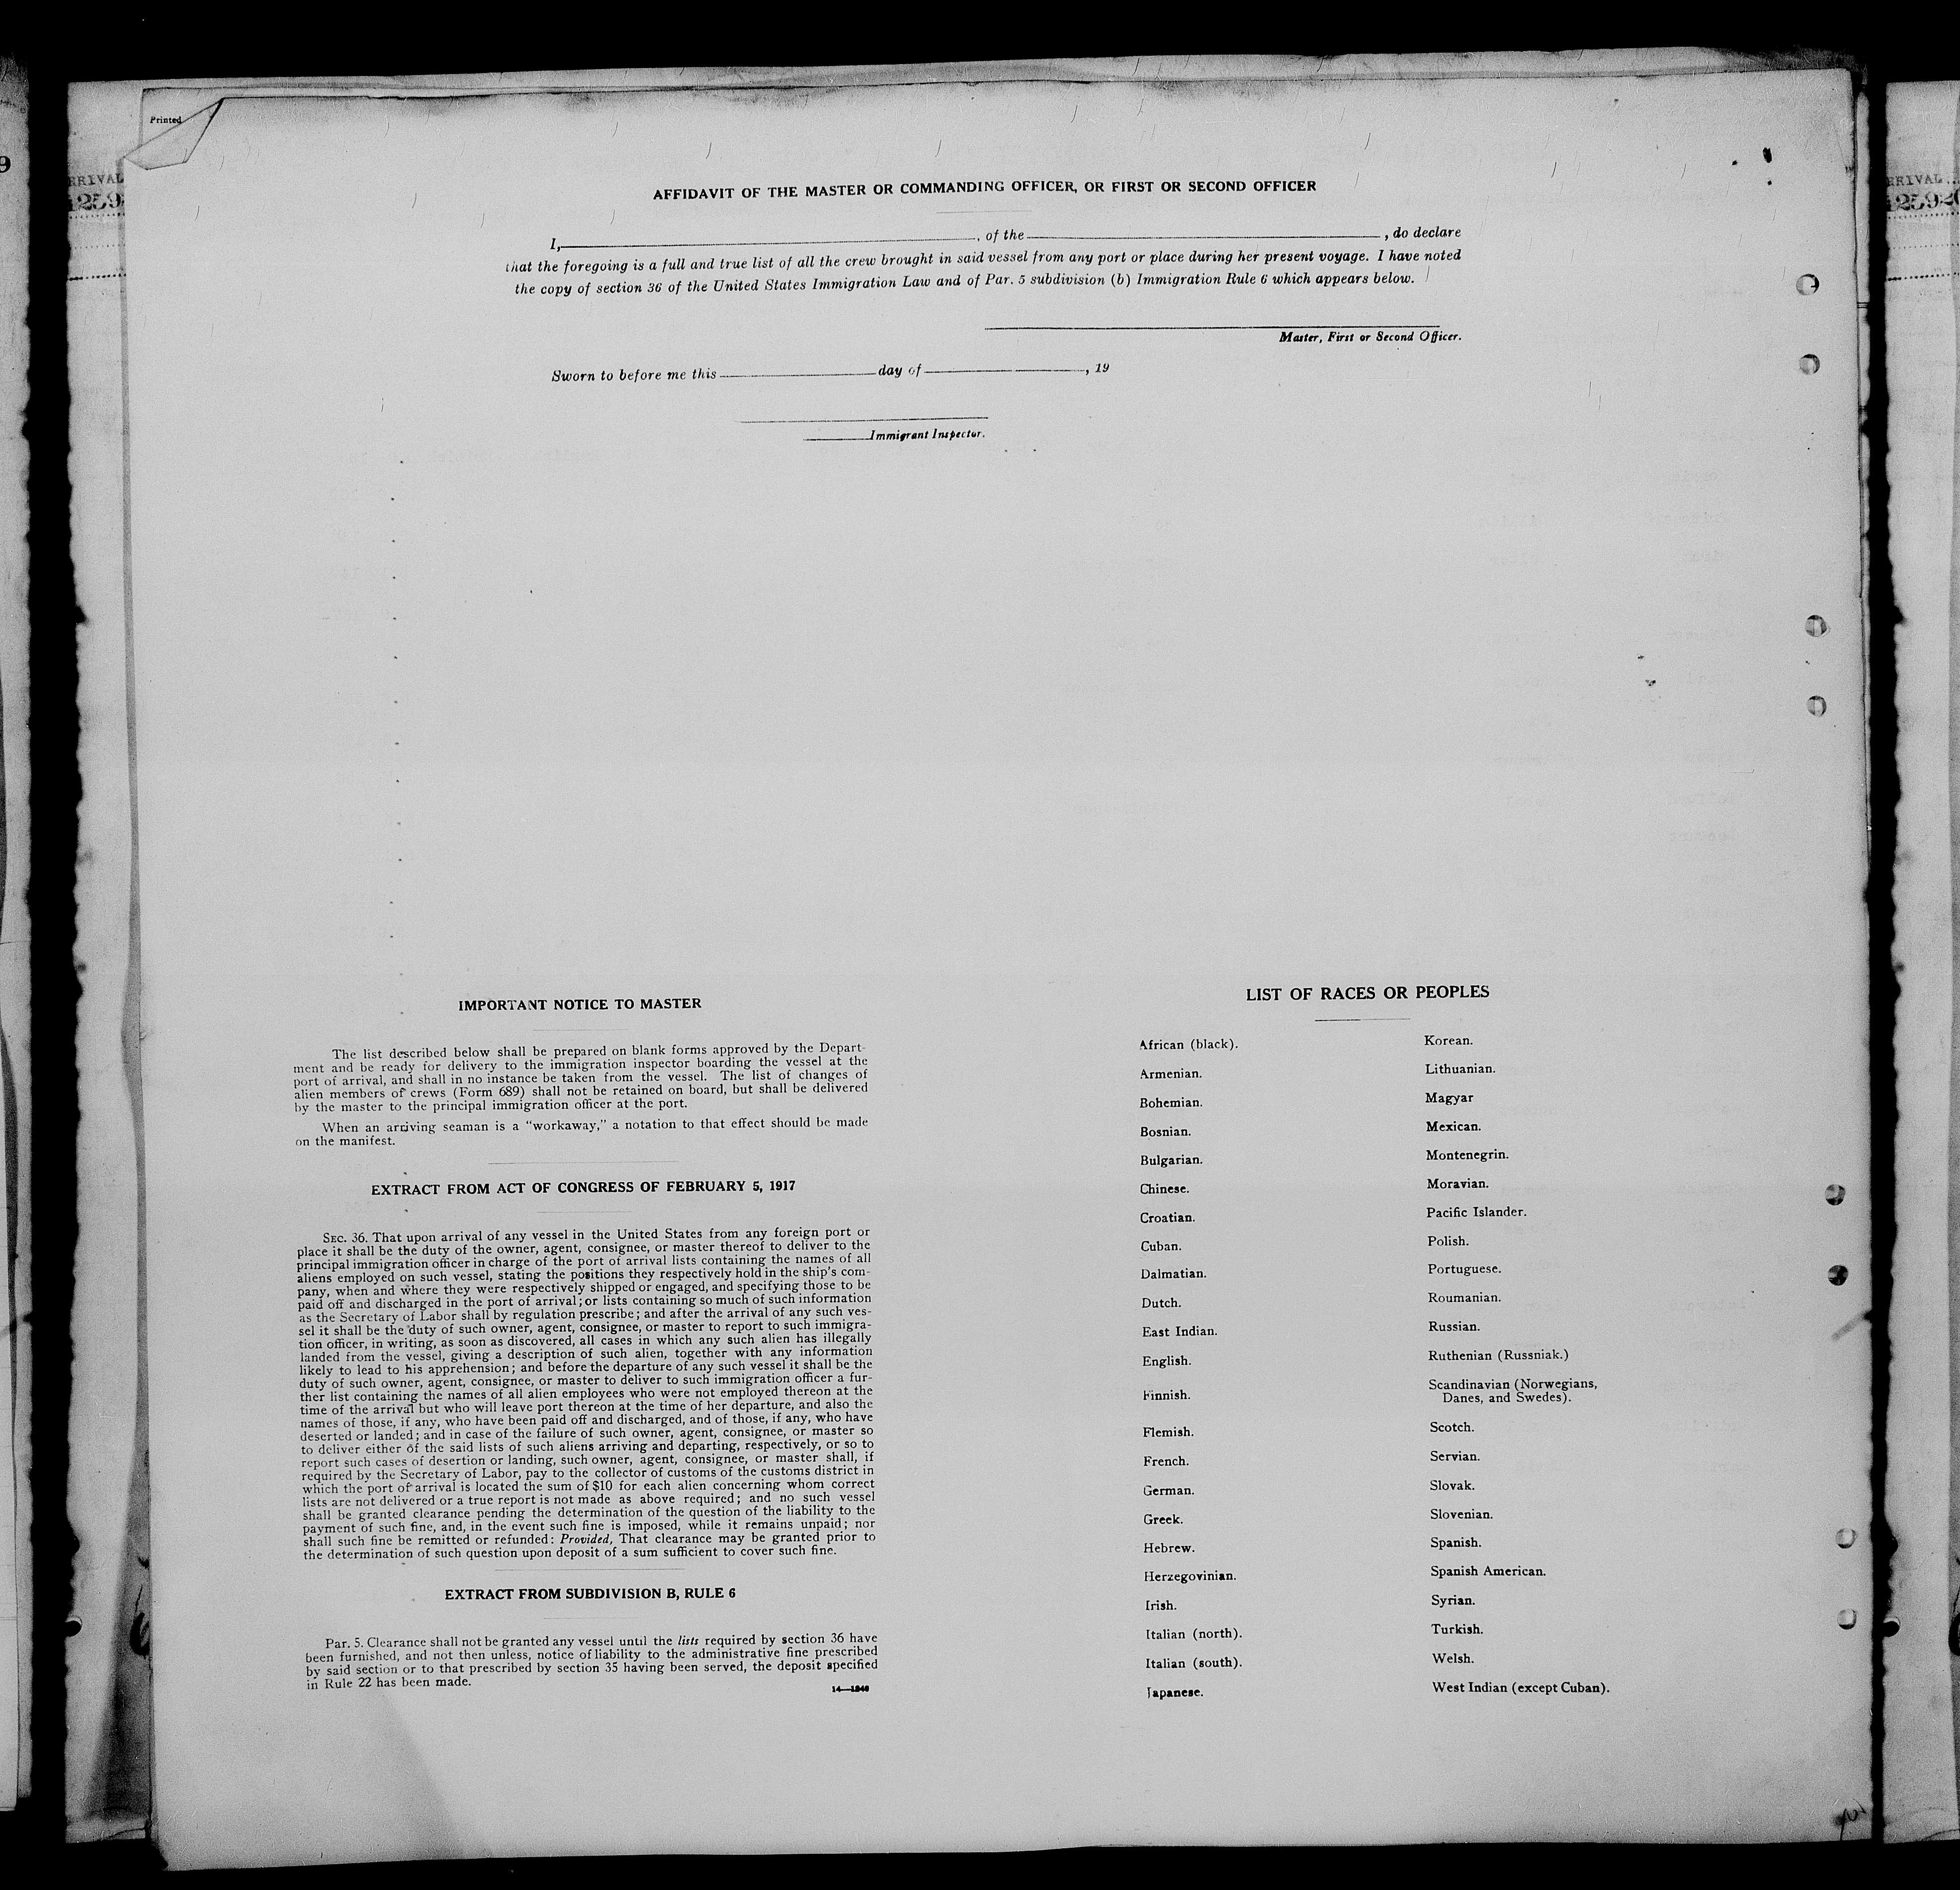 Printed
9
RRIVAL
1259
RRIVAL
AFFIDAVIT OF THE MASTER OR COMMANDING OFFICER, OR FIRST OR SECOND OFFICER
I, , of the , do declare
that the foregoing is a full and true list of all the crew brought in said vessel from any port or place during her present voyage. I have noted
the copy of section 36 of the United States Immigration Law and of Par. 5 subdivision (b) Immigration Rule 6 which appears below.
Master, First or Second Officer.
Sworn to before me this day of , 19
Immigrant Inspector.
IMPORTANT NOTICE TO MASTER
The list described below shall be prepared on blank forms approved by the Depart-
ment and be ready for delivery to the immigration inspector boarding the vessel at the
port of arrival, and shall in no instance be taken from the vessel. The list of changes of
alien members of crews (Form 689) shall not be retained on board, but shall be delivered
by the master to the principal immigration officer at the port.
When an arriving seaman is a “workaway,” a notation to that effect should be made
on the manifest.
EXTRACT FROM ACT OF CONGRESS OF FEBRUARY 5, 1917
SEC. 36. That upon arrival of any vessel in the United States from any foreign port or
place it shall be the duty of the owner, agent, consignee, or master thereof to deliver to the
principal immigration officer in charge of the port of arrival lists containing the names of all
aliens employed on such vessel, stating the positions they respectively hold in the ship's com-
pany, when and where they were respectively shipped or engaged, and specifying those to be
paid off and discharged in the port of arrival; or lists containing so much of such information
as the Secretary of Labor shall by regulation prescribe; and after the arrival of any such ves-
sel it shall be the duty of such owner, agent, consignee, or master to report to such immigra-
tion officer, in writing, as soon as discovered, all cases in which any such alien has illegally
landed from the vessel, giving a description of such alien, together with any information
likely to lead to his apprehension; and before the departure of any such vessel it shall be the
duty of such owner, agent, consignee, or master to deliver to such immigration officer a fur-
ther list containing the names of all alien employees who were not employed thereon at the
time of the arrival but who will leave port thereon at the time of her departure, and also the
names of those, if any, who have been paid off and discharged, and of those, if any, who have
deserted or landed; and in case of the failure of such owner, agent, consignee, or master so
to deliver either of the said lists of such aliens arriving and departing, respectively, or so to
report such cases of desertion or landing, such owner, agent, consignee, or master shall, if
required by the Secretary of Labor, pay to the collector of customs of the customs district in
which the port of arrival is located the sum of $10 for each alien concerning whom correct
lists are not delivered or a true report is not made as above required; and no such vessel
shall be granted clearance pending the determination of the question of the liability to the
payment of such fine, and, in the event such fine is imposed, while it remains unpaid; nor
shall such fine be remitted or refunded: Provided, That clearance may be granted prior to
the determination of such question upon deposit of a sum sufficient to cover such fine.
EXTRACT FROM SUBDIVISION B, RULE 6
Par. 5. Clearance shall not be granted any vessel until the lists required by section 36 have
been furnished, and not then unless, notice of liability to the administrative fine prescribed
by said section or to that prescribed by section 35 having been served, the deposit specified
in Rule 22 has been made.
LIST OF RACES OR PEOPLES
African (black).
Armenian.
Bohemian.
Bosnian.
Bulgarian.
Chinese.
Croatian.
Cuban.
Dalmatian.
Dutch.
East Indian.
English.
Finnish.
Flemish.
French.
German.
Greek.
Hebrew.
Herzegovinian.
Irish.
Italian (north).
Italian (south).
Japanese.
Korean.
Lithuanian.
Magyar
Mexican.
Montenegrin.
Moravian.
Pacific Islander.
Polish.
Portuguese.
Roumanian.
Russian.
Ruthenian (Russniak.)
Scandinavian (Norwegians,
Danes, and Swedes).
Scotch.
Servian.
Slovak.
Slovenian.
Spanish.
Spanish American.
Syrian.
Turkish.
Welsh.
West Indian (except Cuban).